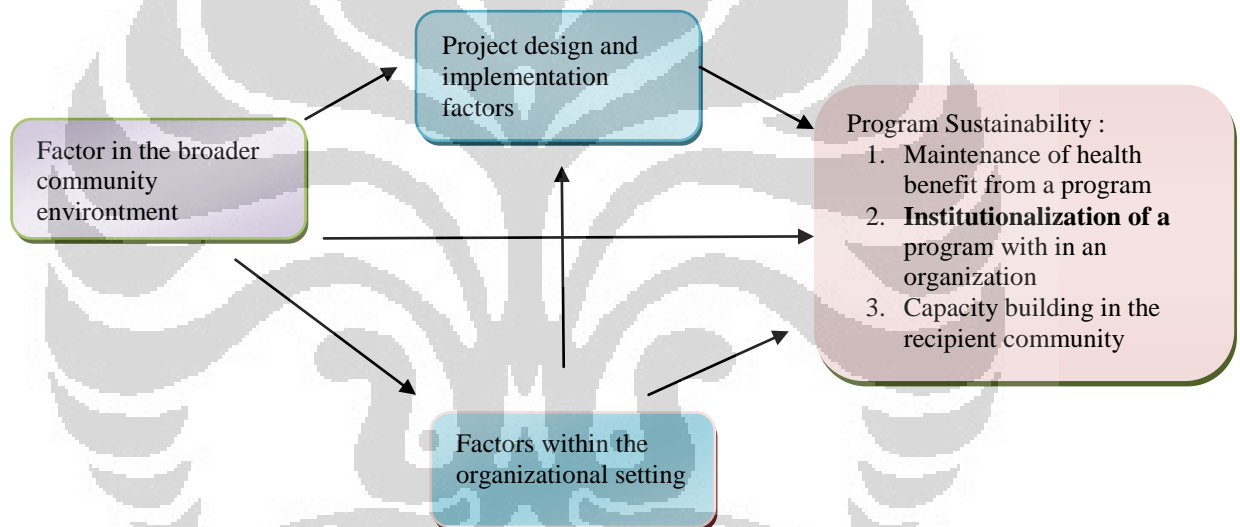 Project design and
implementation
factors
Factor in the broader
community
environtment
Program Sustainability :
1. Maintenance of health
benefit from a program
2. Institutionalization of a
program with in an
organization
3. Capacity building in the
recipient community
Factors within the
organizational setting